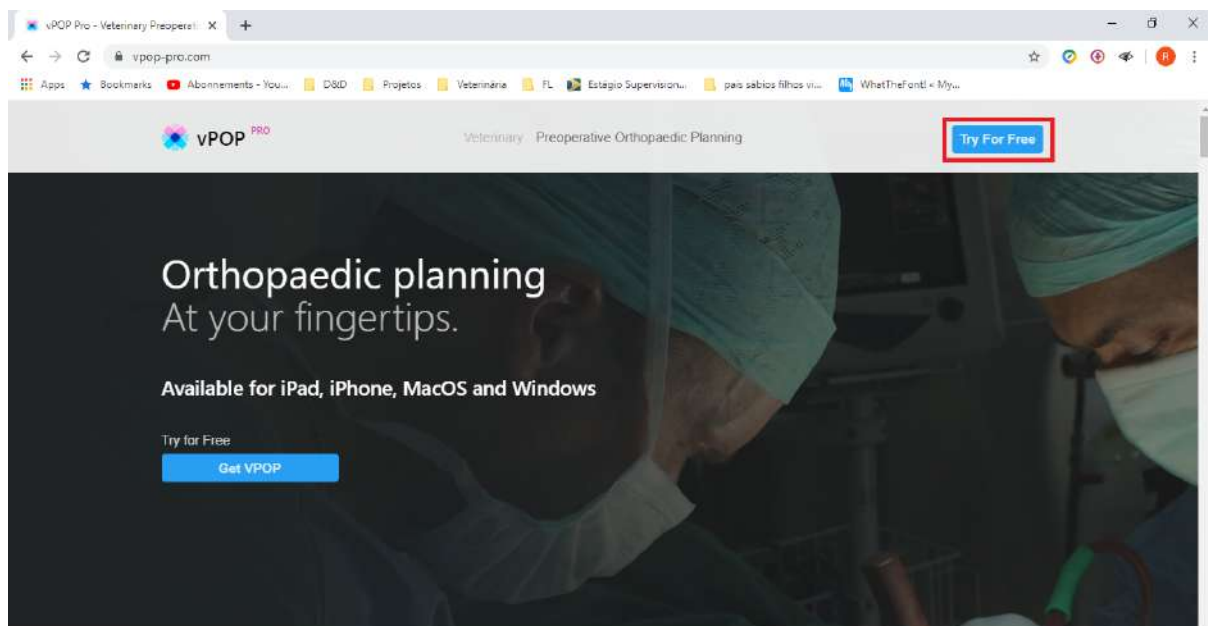 vPOP Pro - Veterinary Preoperati
vpop-pro.com
R
Apps Bookmarks Abonnements - You... D&D Projetos Veterinária FL Estágio Supervision... pais sábios filhos vi... WhatTheFont! « My...
vPOP PRO Veterinary Preoperative Orthopaedic Planning Try For Free
Orthopaedic planning
At your fingertips.
Available for iPad, iPhone, MacOS and Windows
Try for Free
Get VPOP